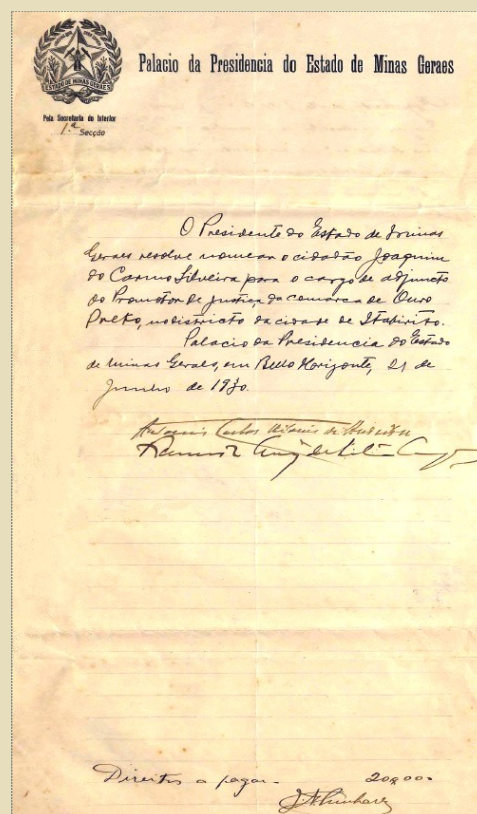 ESTADO DE MINAS GERAES
Palacio da Presidencia do Estado de Minas Geraes
Pela Secretaria do Interior
1.ª Secção
O Presidente do Estado de Minas
Geraes resolve nomear o cidadão Joaquim
do Carmo Silveira para o cargo de adjuncto
do Promotor de Justiça da comarca de Ouro
Preto, no districto da cidade de Itabirito.
Palacio da Presidencia do Estado
de Minas Geraes, em Bello Horizonte, 21 de
Junho de 1930.
Antonio Carlos Ribeiro de Andrada
Direitos a pagar